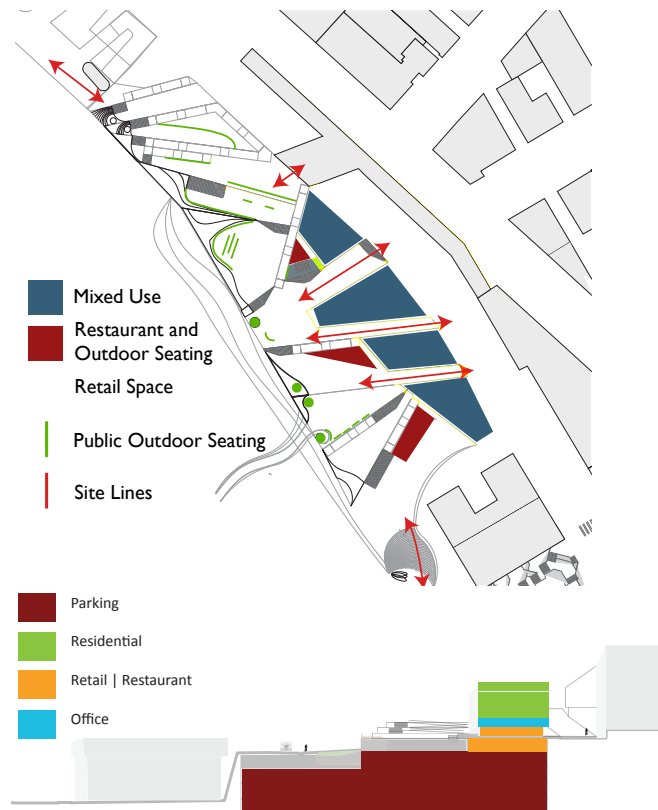 Mixed Use
Restaurant and
Outdoor Seating
Retail Space
Public Outdoor Seating
Site Lines
Parking
Residential
Retail | Restaurant
Office